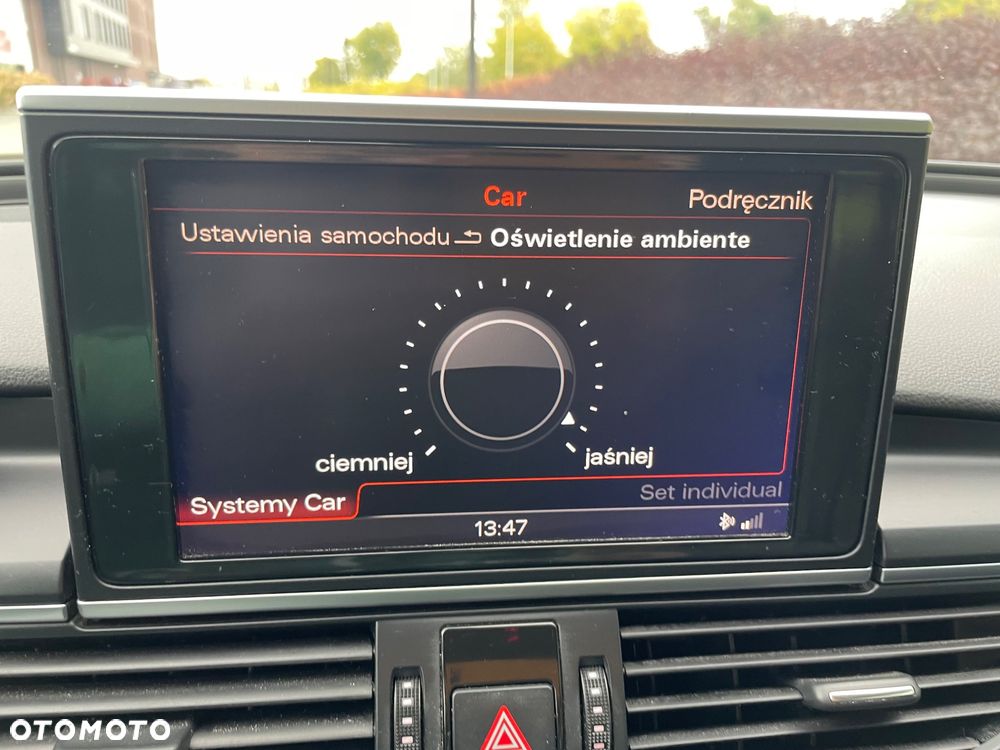 Car
Podręcznik
Ustawienia samochodu Oświetlenie ambiente
ciemniej
jaśniej
Systemy Car
Set individual
13:47
OTOMOTO